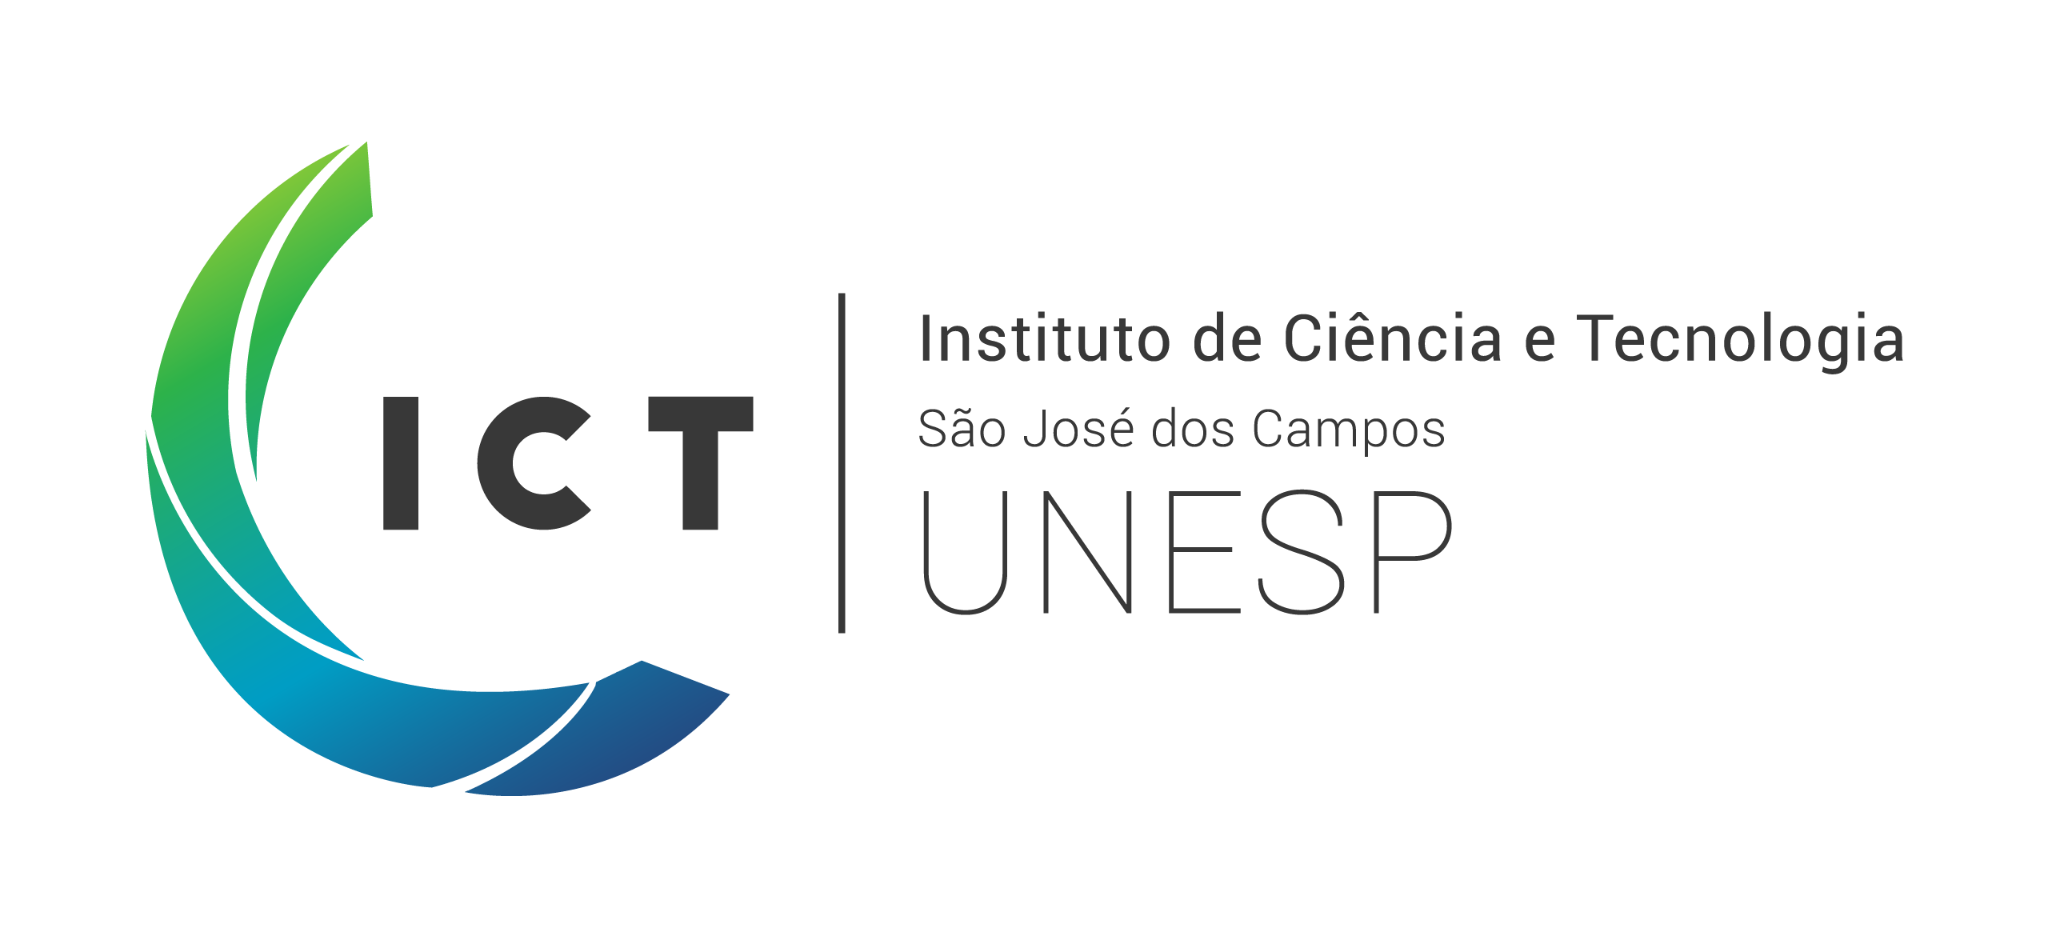 ICT
Instituto de Ciência e Tecnologia
São José dos Campos
UNESP